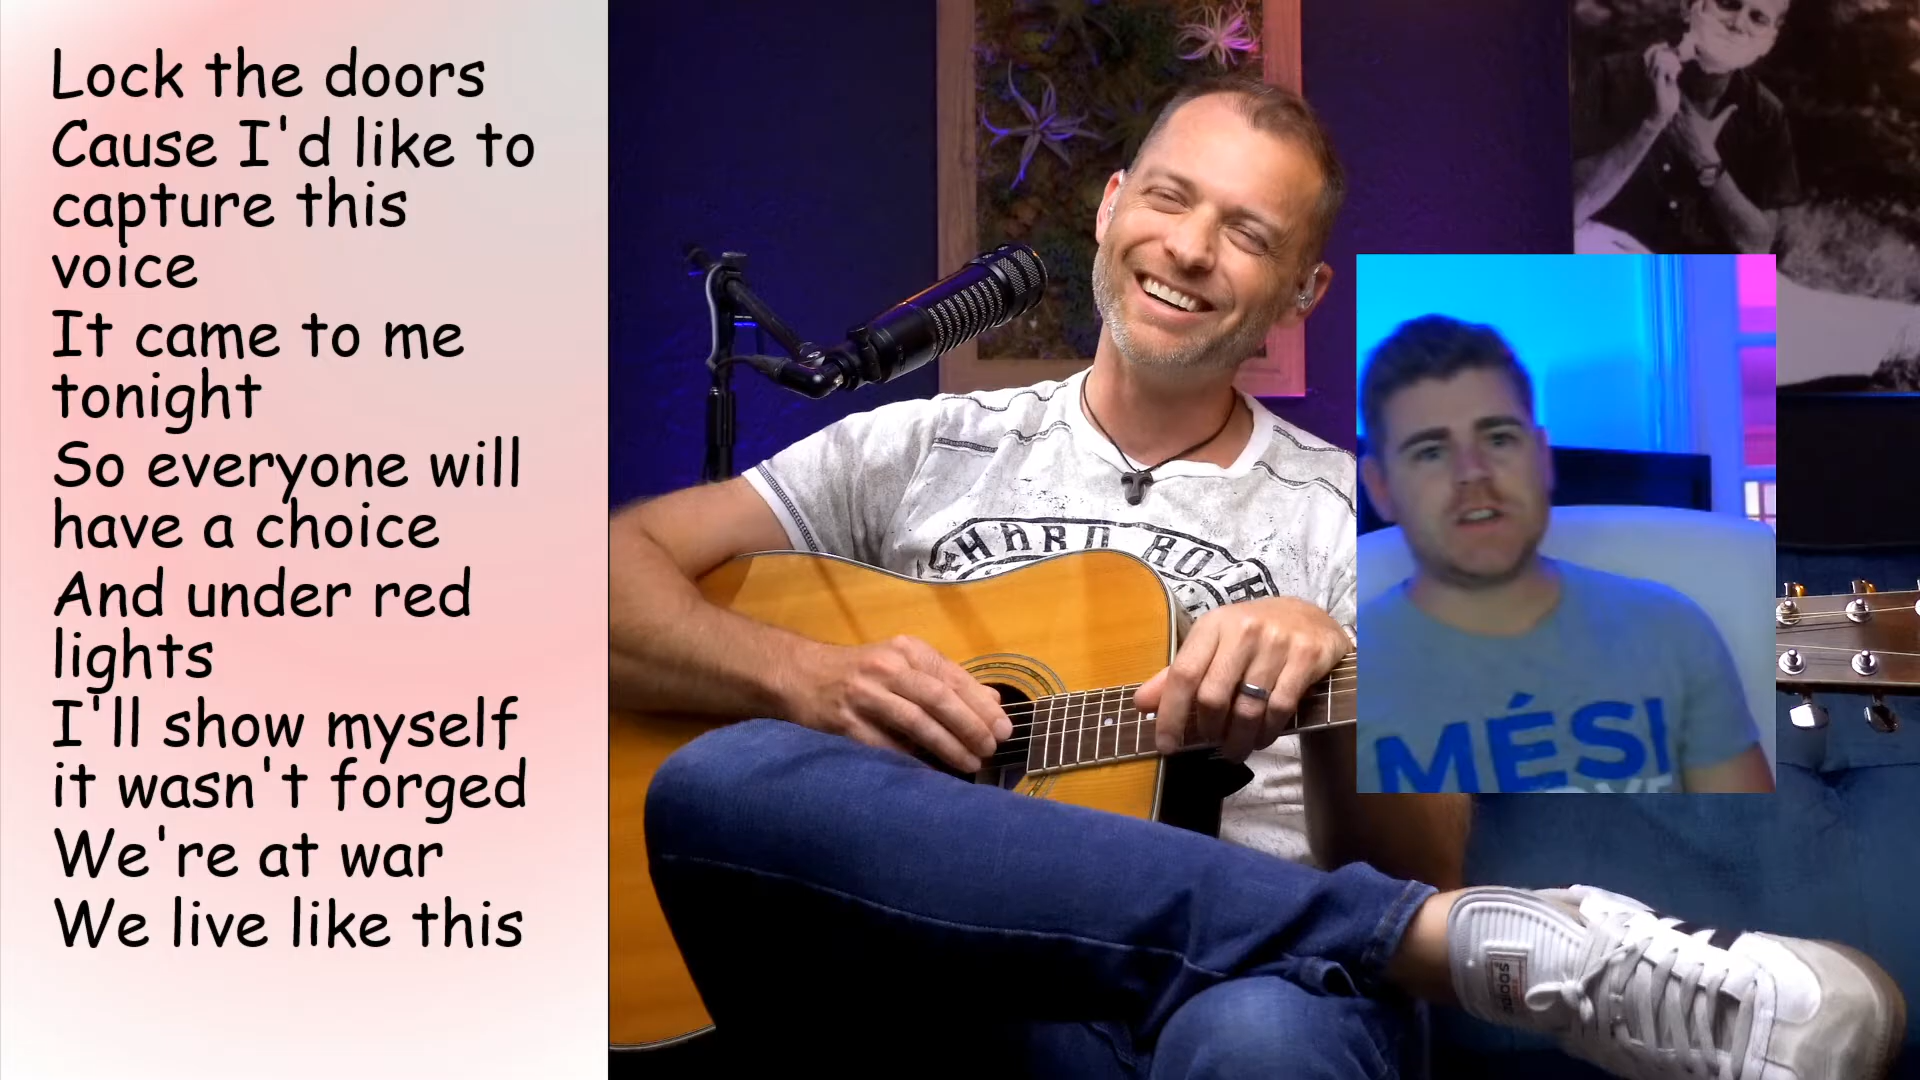 Lock the doors
Cause I'd like to
capture this
voice
It came to me
tonight
So everyone will
have a choice
And under red
lights
I'll show myself
it wasn't forged
We're at war
We live like this
HARD ROCK
MÉSI
adidas